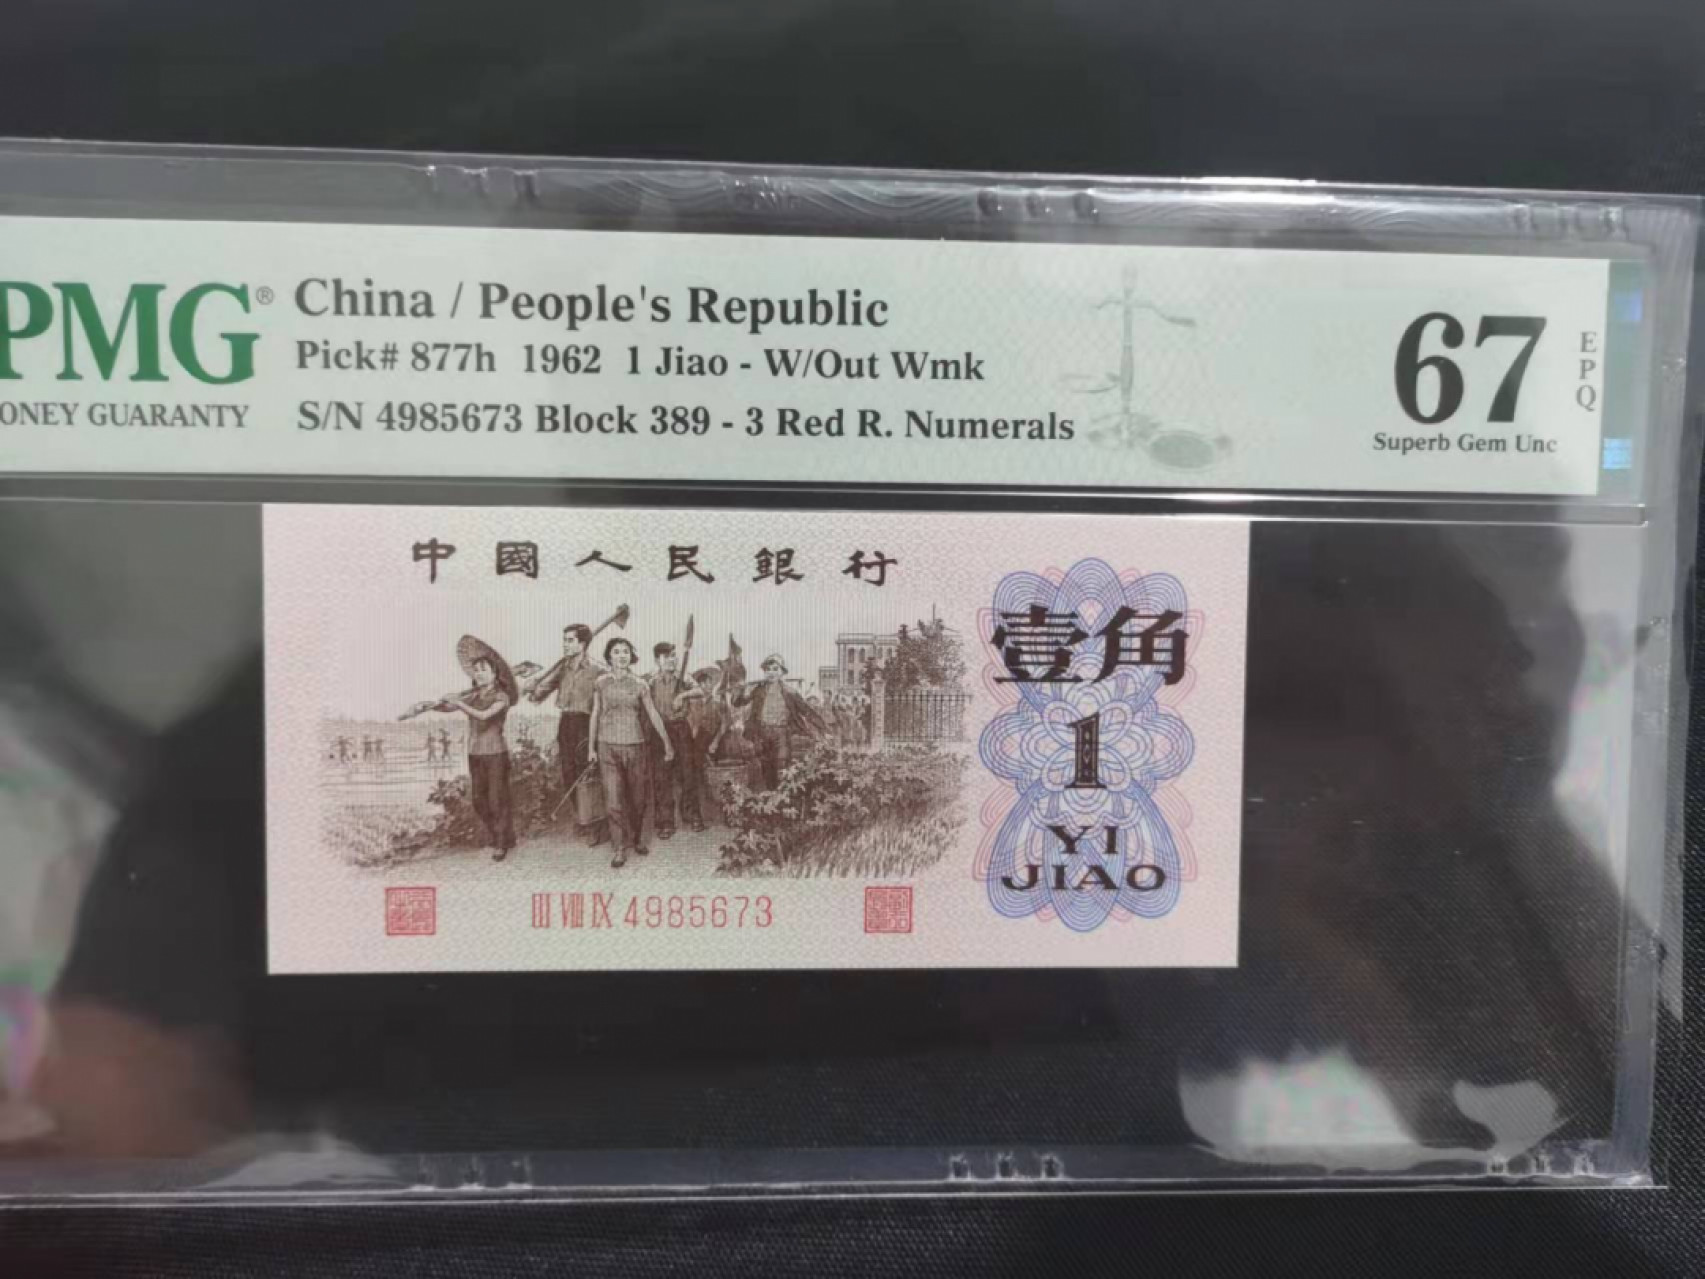 PMG®
ONEY GUARANTY
China / People's Republic
Pick# 877h 1962 1 Jiao - W/Out Wmk
S/N 4985673 Block 389 - 3 Red R. Numerals
67
EPQ
Superb Gem Unc
中國人民銀行
壹角
1
YI
JIAO
III VIII IX 4985673